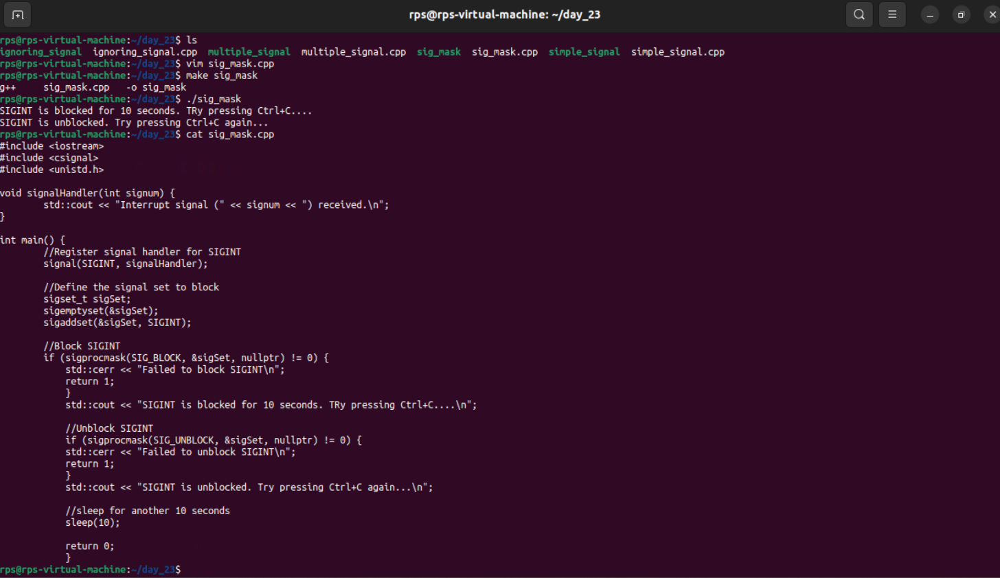 rps@rps-virtual-machine: ~/day_23
rps@rps-virtual-machine:~/day_23$ ls
ignoring_signal  ignoring_signal.cpp  multiple_signal  multiple_signal.cpp  sig_mask  sig_mask.cpp  simple_signal  simple_signal.cpp
rps@rps-virtual-machine:~/day_23$ vim sig_mask.cpp
rps@rps-virtual-machine:~/day_23$ make sig_mask
g++     sig_mask.cpp   -o sig_mask
rps@rps-virtual-machine:~/day_23$ ./sig_mask
SIGINT is blocked for 10 seconds. TRy pressing Ctrl+C....
SIGINT is unblocked. Try pressing Ctrl+C again...
rps@rps-virtual-machine:~/day_23$ cat sig_mask.cpp
#include <iostream>
#include <csignal>
#include <unistd.h>

void signalHandler(int signum) {
        std::cout << "Interrupt signal (" << signum << ") received.\n";
}

int main() {
        //Register signal handler for SIGINT
        signal(SIGINT, signalHandler);

        //Define the signal set to block
        sigset_t sigSet;
        sigemptyset(&sigSet);
        sigaddset(&sigSet, SIGINT);

        //Block SIGINT
        if (sigprocmask(SIG_BLOCK, &sigSet, nullptr) != 0) {
            std::cerr << "Failed to block SIGINT\n";
            return 1;
            }
            std::cout << "SIGINT is blocked for 10 seconds. TRy pressing Ctrl+C....\n";

            //Unblock SIGINT
            if (sigprocmask(SIG_UNBLOCK, &sigSet, nullptr) != 0) {
            std::cerr << "Failed to unblock SIGINT\n";
            return 1;
            }
            std::cout << "SIGINT is unblocked. Try pressing Ctrl+C again...\n";

            //sleep for another 10 seconds
            sleep(10);

            return 0;
            }
rps@rps-virtual-machine:~/day_23$